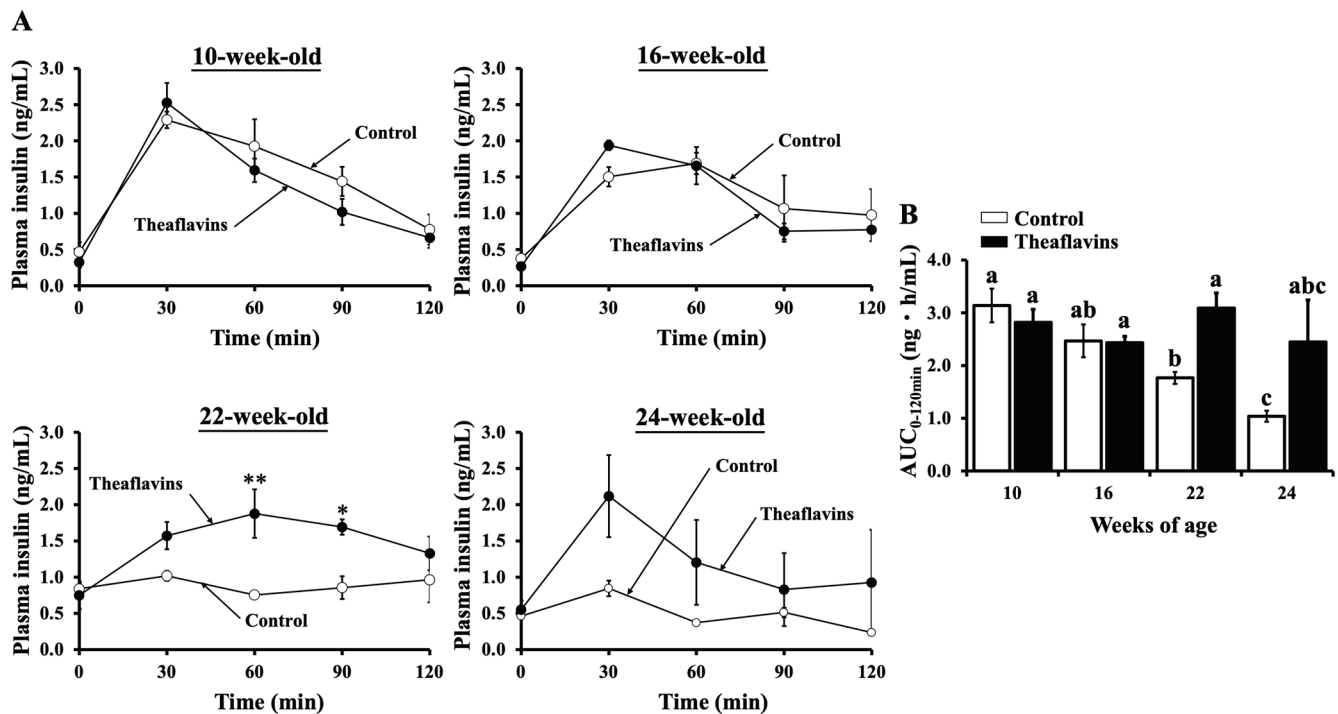 A
10-week-old
Plasma insulin (ng/mL)
3.0
2.5
2.0
1.5
1.0
0.5
0.0
Control
Theaflavins
0 30 60 90 120
Time (min)
16-week-old
Plasma insulin (ng/mL)
3.0
2.5
2.0
1.5
1.0
0.5
0.0
Control
Theaflavins
0 30 60 90 120
Time (min)
22-week-old
Plasma insulin (ng/mL)
3.0
2.5
2.0
1.5
1.0
0.5
0.0
Theaflavins
**
*
Control
0 30 60 90 120
Time (min)
24-week-old
Plasma insulin (ng/mL)
3.0
2.5
2.0
1.5
1.0
0.5
0.0
Control
Theaflavins
0 30 60 90 120
Time (min)
B
Control
Theaflavins
AUC0-120min (ng・h/mL)
4.0
3.0
2.0
1.0
0.0
a a ab a b a c abc
10 16 22 24
Weeks of age